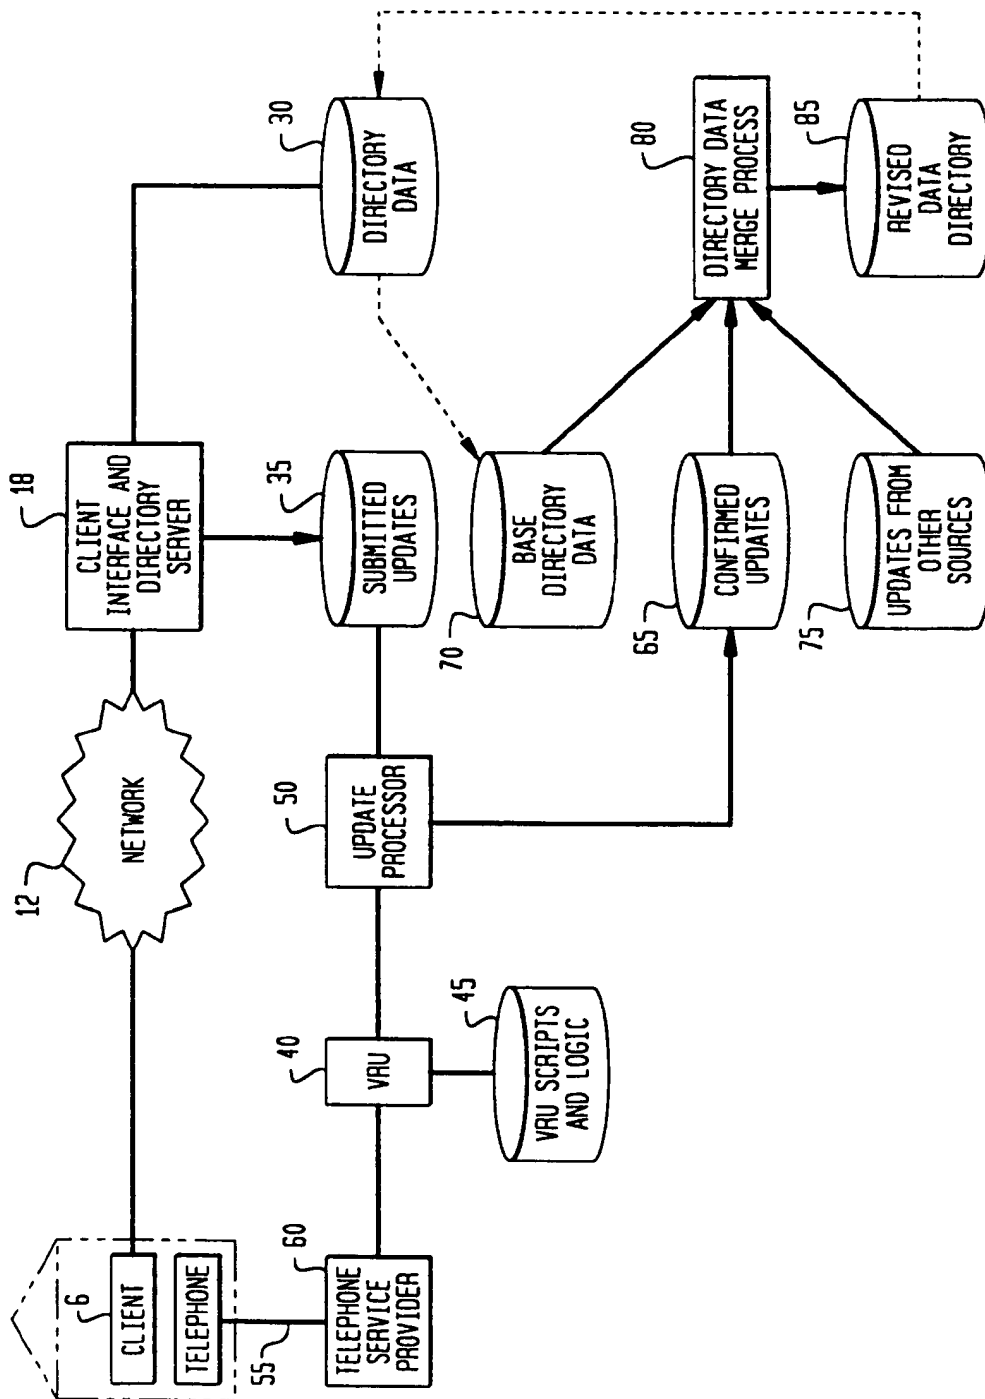 6
CLIENT
TELEPHONE
55
12
NETWORK
18
CLIENT
INTERFACE AND
DIRECTORY
SERVER
30
DIRECTORY
DATA
60
TELEPHONE
SERVICE
PROVIDER
40
VRU
45
VRU SCRIPTS
AND LOGIC
50
UPDATE
PROCESSOR
35
SUBMITTED
UPDATES
70
BASE
DIRECTORY
DATA
65
CONFIRMED
UPDATES
75
UPDATES FROM
OTHER
SOURCES
80
DIRECTORY DATA
MERGE PROCESS
85
REVISED
DATA
DIRECTORY